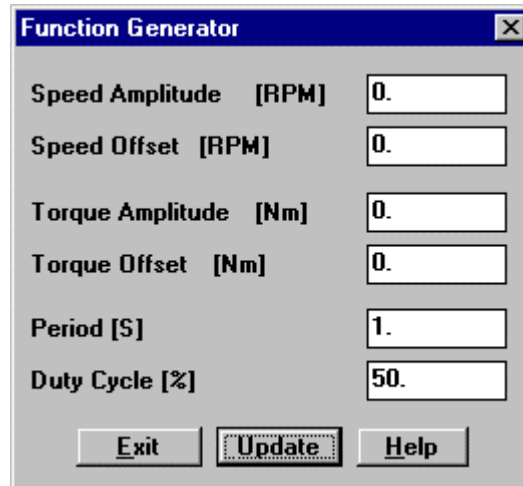 Function Generator
Speed Amplitude [RPM] 0.
Speed Offset [RPM] 0.
Torque Amplitude [Nm] 0.
Torque Offset [Nm] 0.
Period [S] 1.
Duty Cycle [%] 50.
Exit Update Help